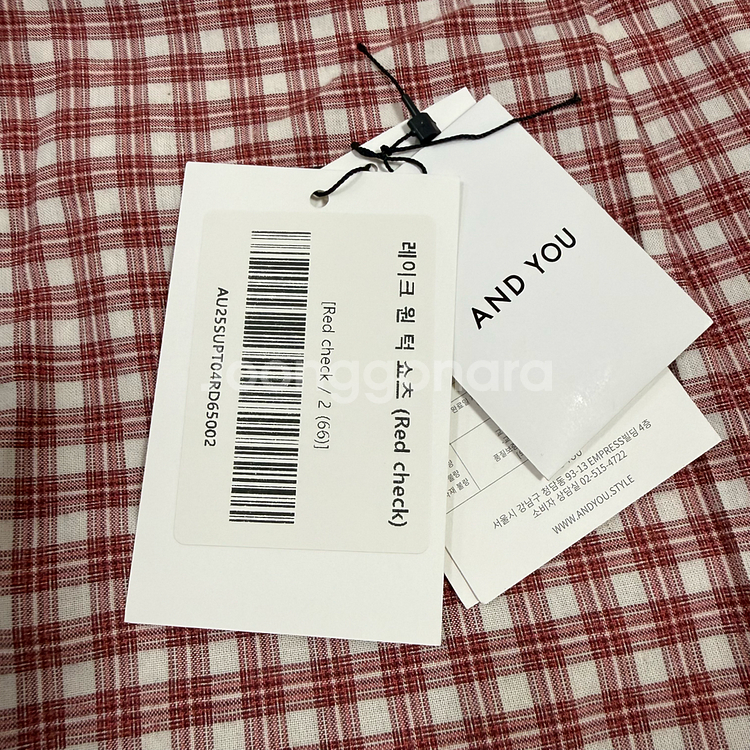 레이크 원 턱 쇼츠 (Red check)
[Red check / 2 (66)]
AU25SUPT04RD65002
AND YOU
서울시 강남구 청담동 93-13 EMPRESS빌딩 4층
소비자 상담실 02-515-4722
WWW.ANDYOU.STYLE
joonggonara